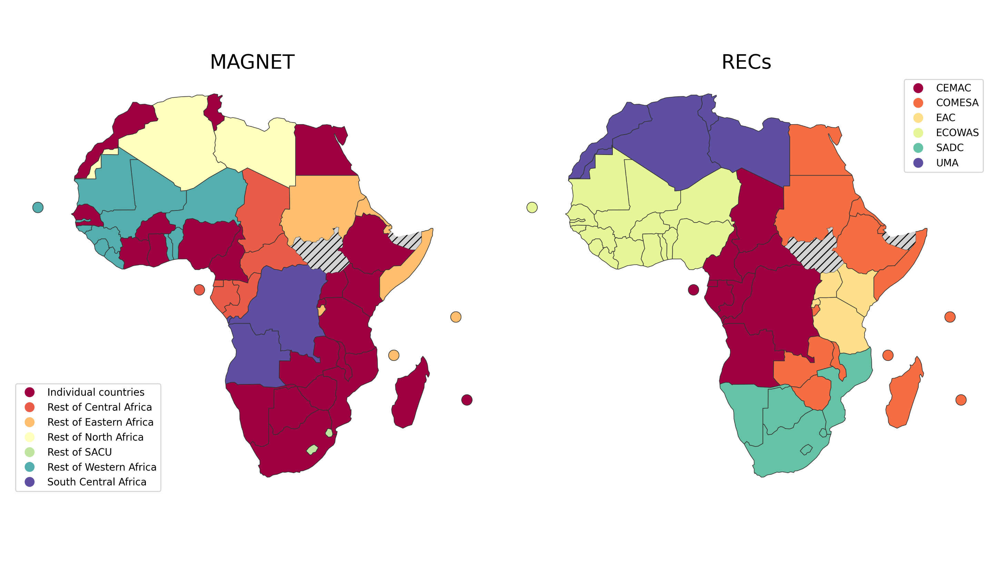 MAGNET
Individual countries
Rest of Central Africa
Rest of Eastern Africa
Rest of North Africa
Rest of SACU
Rest of Western Africa
South Central Africa
RECs
CEMAC
COMESA
EAC
ECOWAS
SADC
UMA